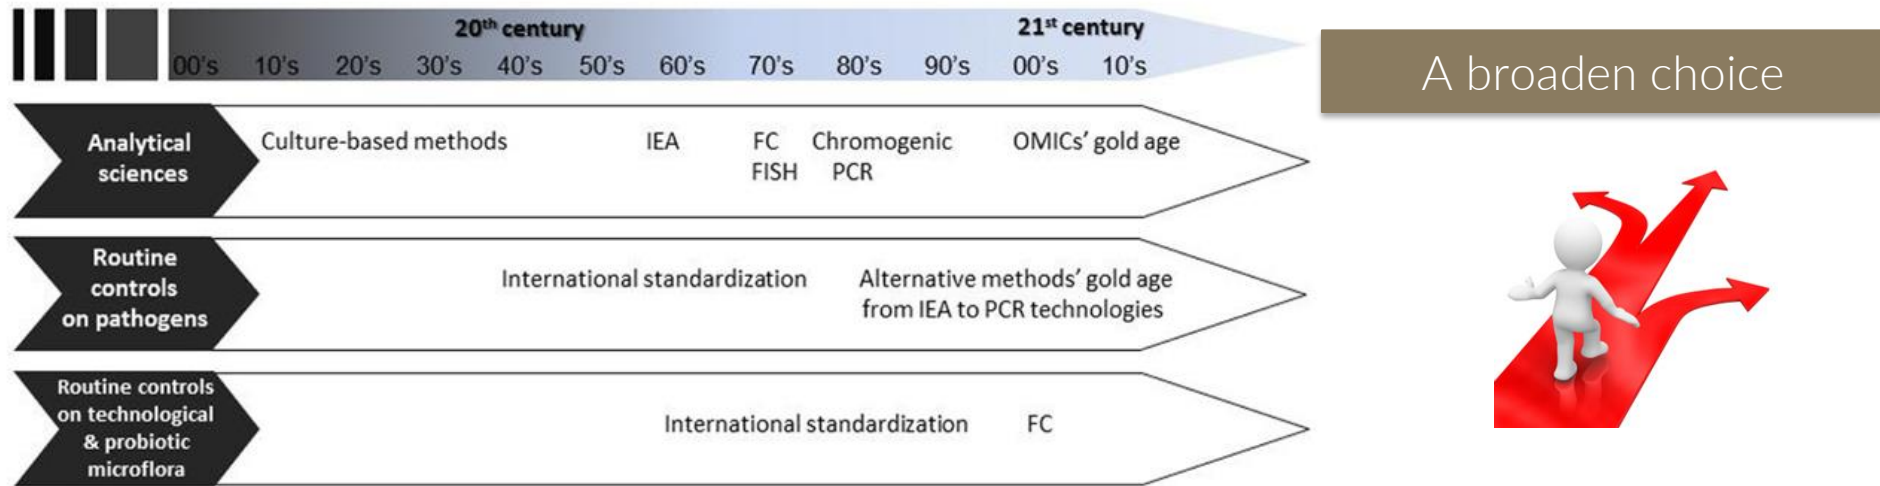 20th century 21st century
00's 10's 20's 30's 40's 50's 60's 70's 80's 90's 00's 10's
A broaden choice
Analytical
sciences
Culture-based methods IEA FC Chromogenic OMICs' gold age
FISH PCR
Routine
controls
on pathogens
International standardization Alternative methods' gold age
from IEA to PCR technologies
Routine controls
on technological
& probiotic
microflora
International standardization FC